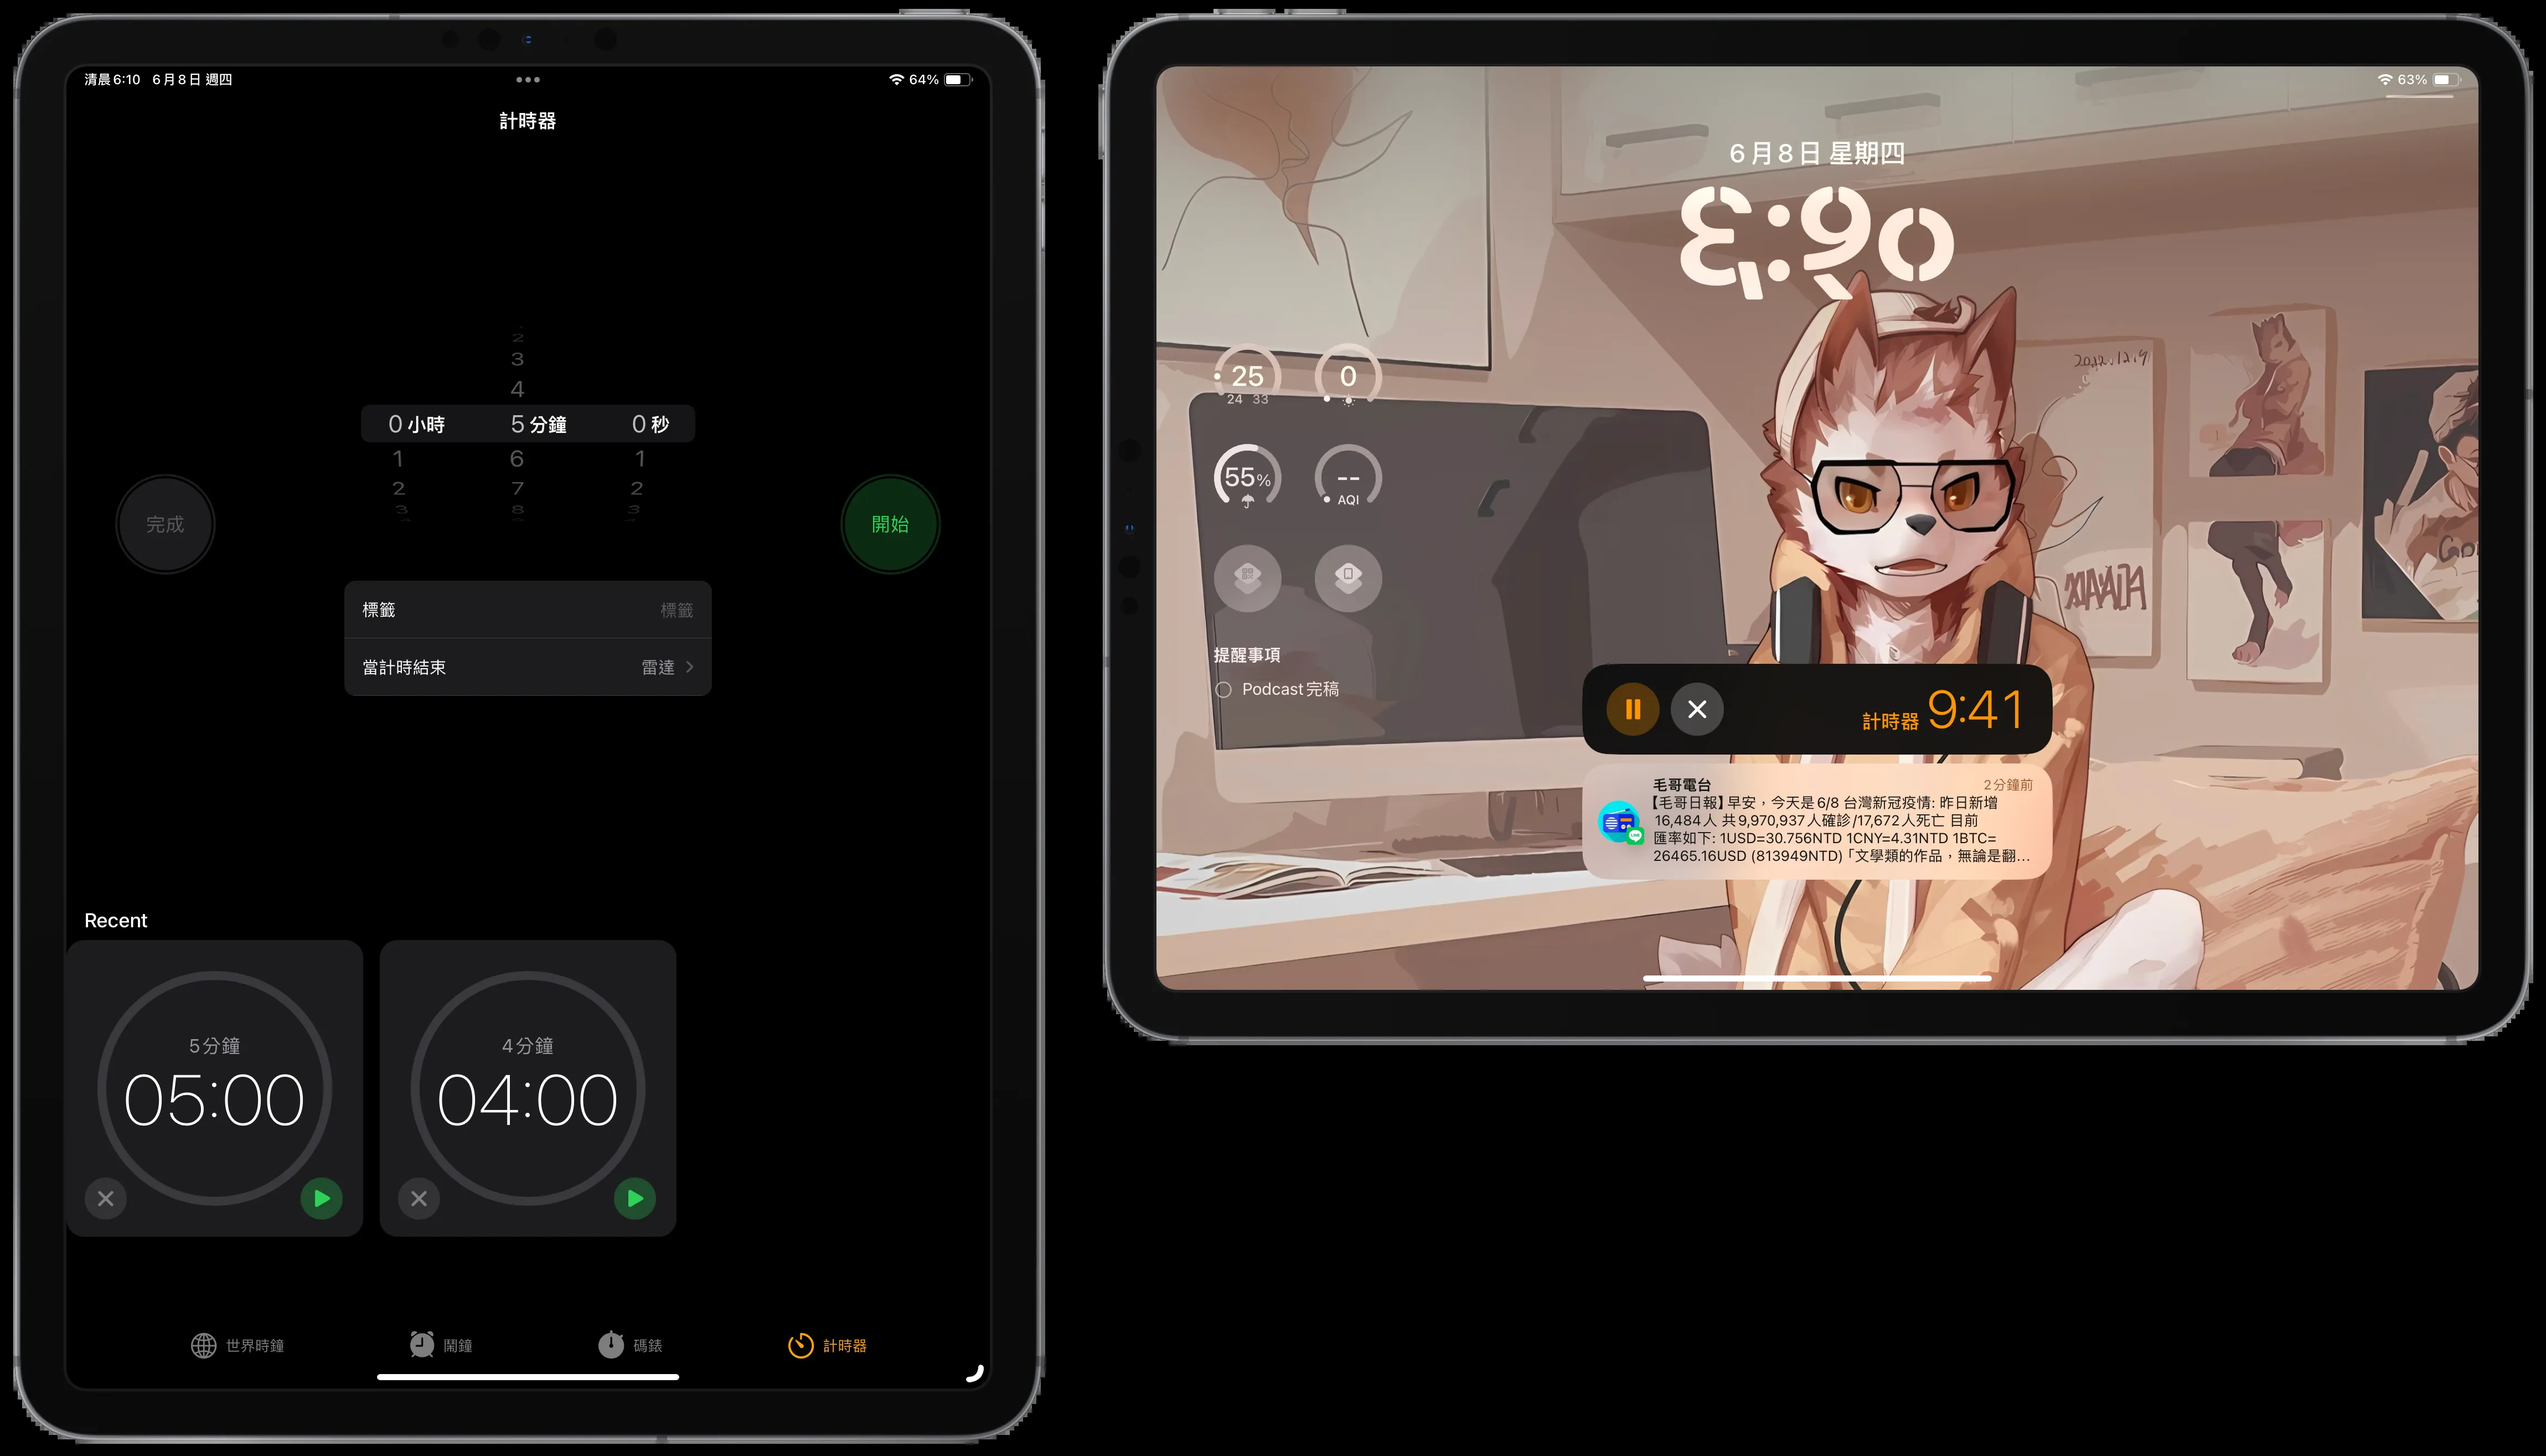 清晨6:10 6月8日 週四
64%
計時器
2
3
4
0 小時 5 分鐘 0 秒
1 6 1
2 7 2
3 8 3
完成
開始
標籤 標籤
當計時結束 雷達
Recent
5分鐘
05:00
4分鐘
04:00
世界時鐘 鬧鐘 碼錶 計時器
63%
6月8日 星期四
25
24 33
0
55%
--
AQI
提醒事項
Podcast完稿
計時器 9:41
毛哥電台 2分鐘前
【毛哥日報】早安，今天是6/8 台灣新冠疫情: 昨日新增
16,484人 共9,970,937人確診/17,672人死亡 目前
匯率如下: 1USD=30.756NTD 1CNY=4.31NTD 1BTC=
26465.16USD (813949NTD)「文學類的作品，無論是翻…